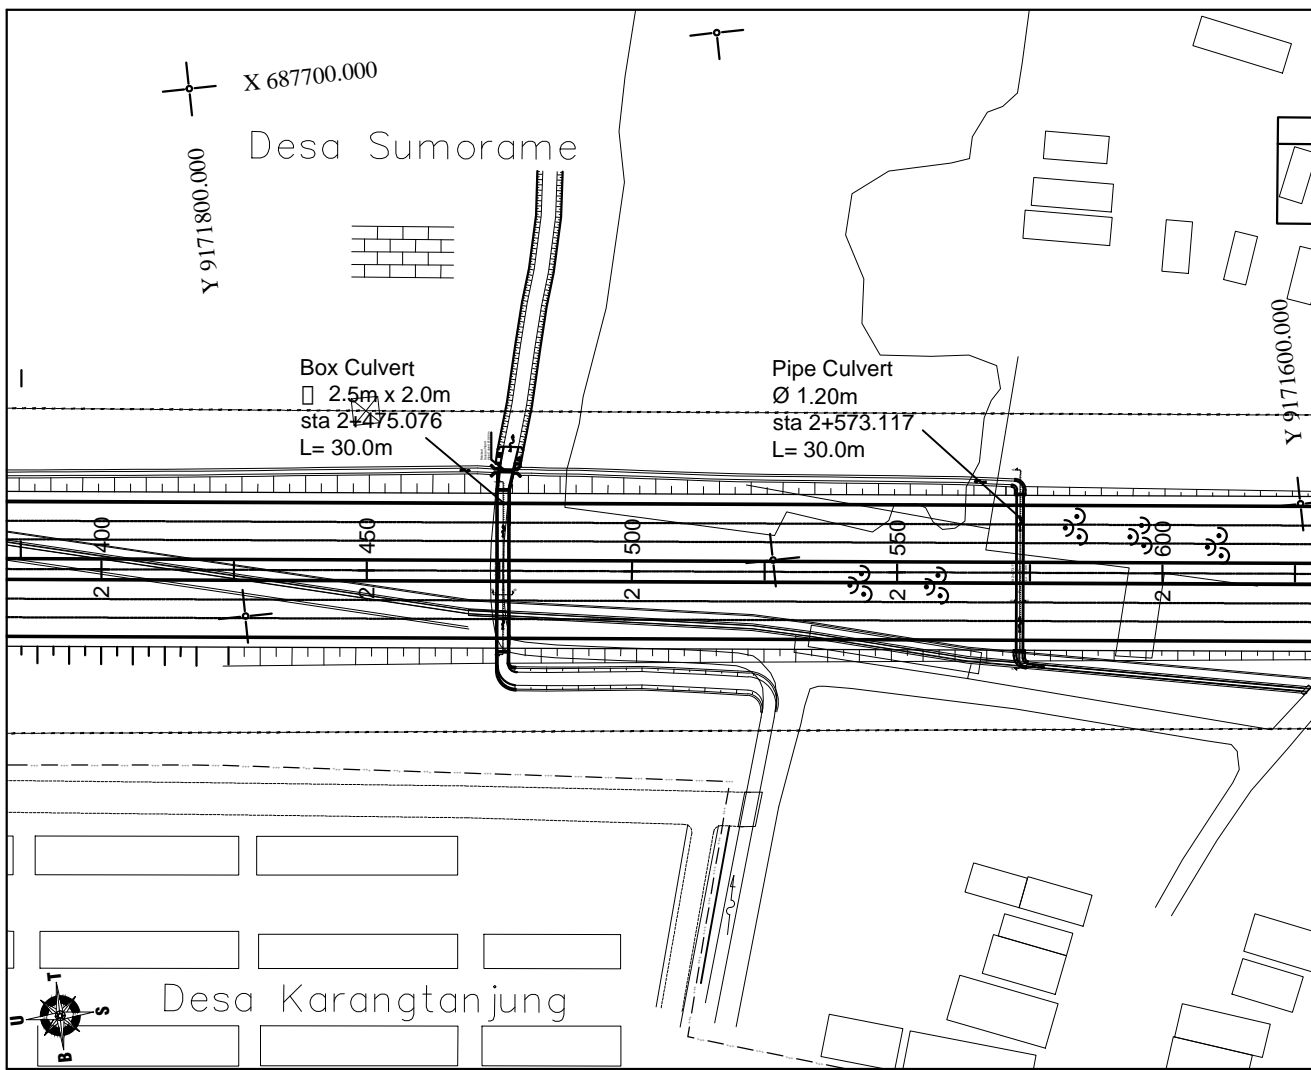 X 687700.000
Desa Sumorame
Y 9171800.000
Y 9171600.000
Box Culvert
2.5m x 2.0m
sta 2+475.076
L= 30.0m
Pipe Culvert
Ø 1.20m
sta 2+573.117
L= 30.0m
400
450
500
550
600
2
2
2
2
2
Desa Karangtanjung
T
U
S
B